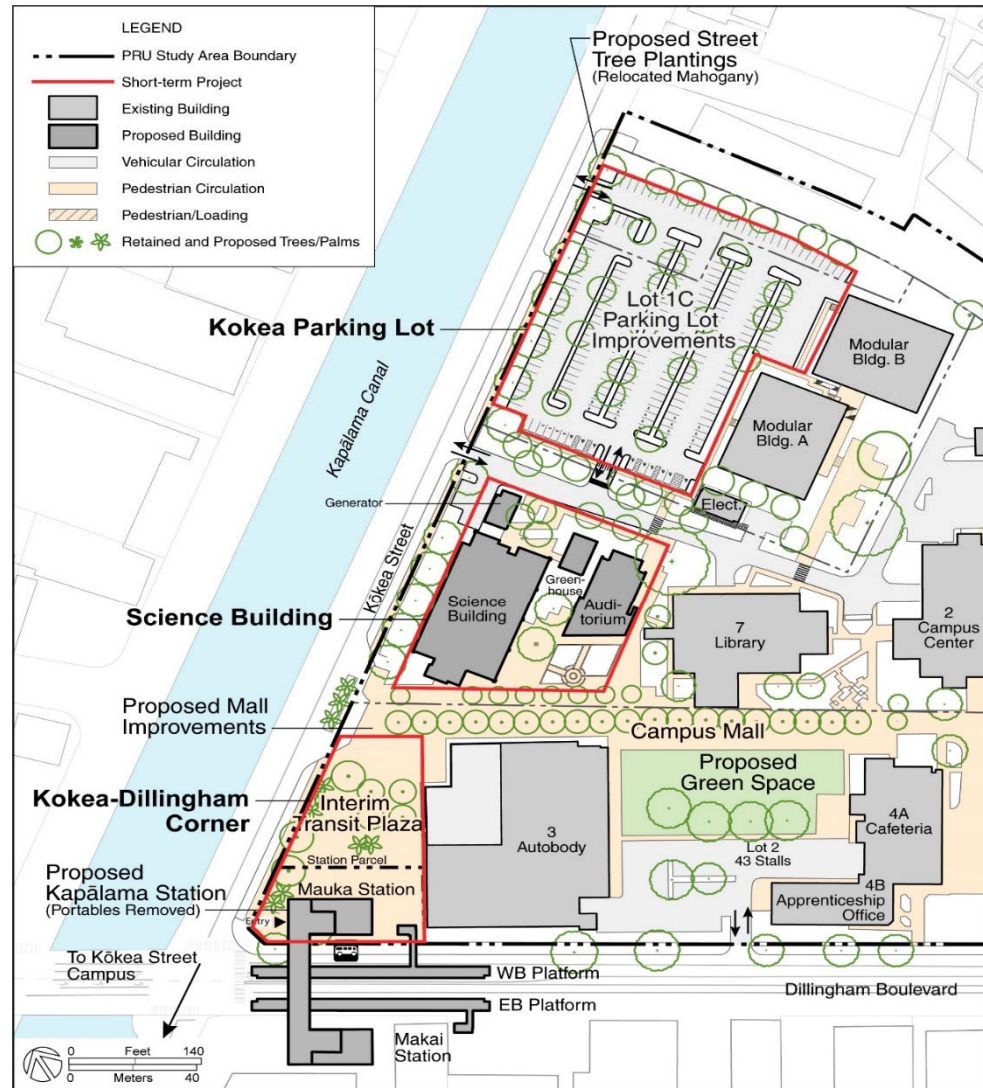 LEGEND
PRU Study Area Boundary
Short-term Project
Existing Building
Proposed Building
Vehicular Circulation
Pedestrian Circulation
Pedestrian/Loading
Retained and Proposed Trees/Palms
Proposed Street
Tree Plantings
(Relocated Mahogany)
Kokea Parking Lot
Lot 1C
Parking Lot
Improvements
Modular
Bldg. B
Modular
Bldg. A
Kapālama Canal
Elect.
Generator
Kōkea Street
Green-
house
Science
Building
Audi-
torium
Science Building
7
Library
2
Campus
Center
Proposed Mall
Improvements
Campus Mall
Proposed
Green Space
Kokea-Dillingham
Corner
Interim
Transit Plaza
Station Parcel
3
Autobody
4A
Cafeteria
Lot 2
43 Stalls
4B
Apprenticeship
Office
Proposed
Kapālama Station
(Portables Removed)
Mauka Station
Entry
To Kōkea Street
Campus
WB Platform
EB Platform
Dillingham Boulevard
Makai
Station
0 Feet 140
0 Meters 40